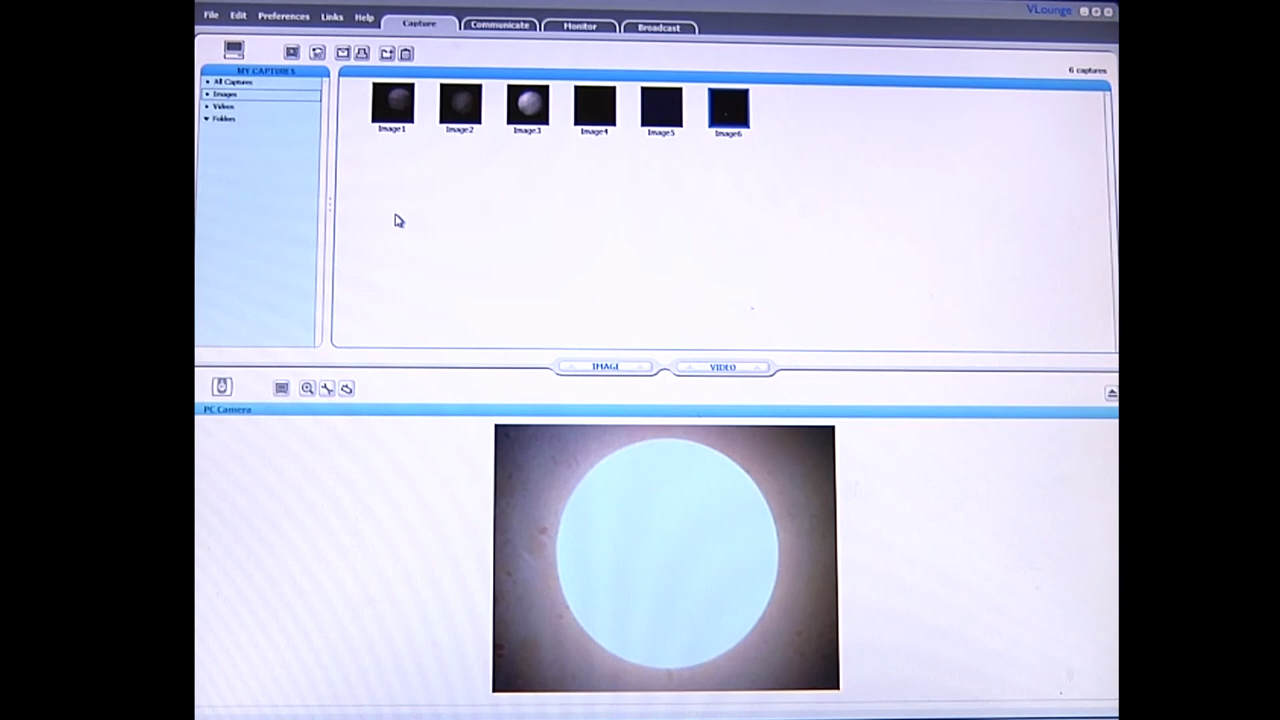 VLounge
File Edit Preferences Links Help Capture Communicate Monitor Broadcast
6 captures
MY CAPTURES
All Captures
Images
Videos
Folders
Image1 Image2 Image3 Image4 Image5 Image6
IMAGE VIDEO
PC Camera